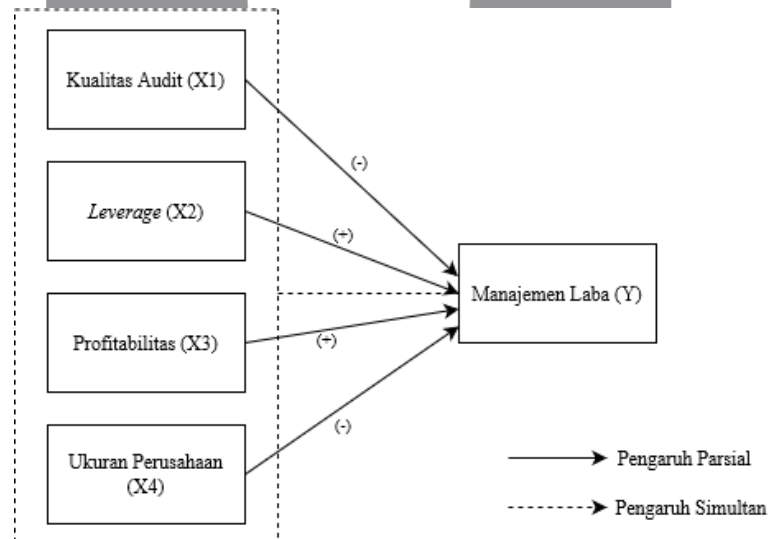 Kualitas Audit (X1)
(-)
Leverage (X2)
(+)
Manajemen Laba (Y)
Profitabilitas (X3)
(+)
Ukuran Perusahaan
(X4)
(-)
Pengaruh Parsial
Pengaruh Simultan